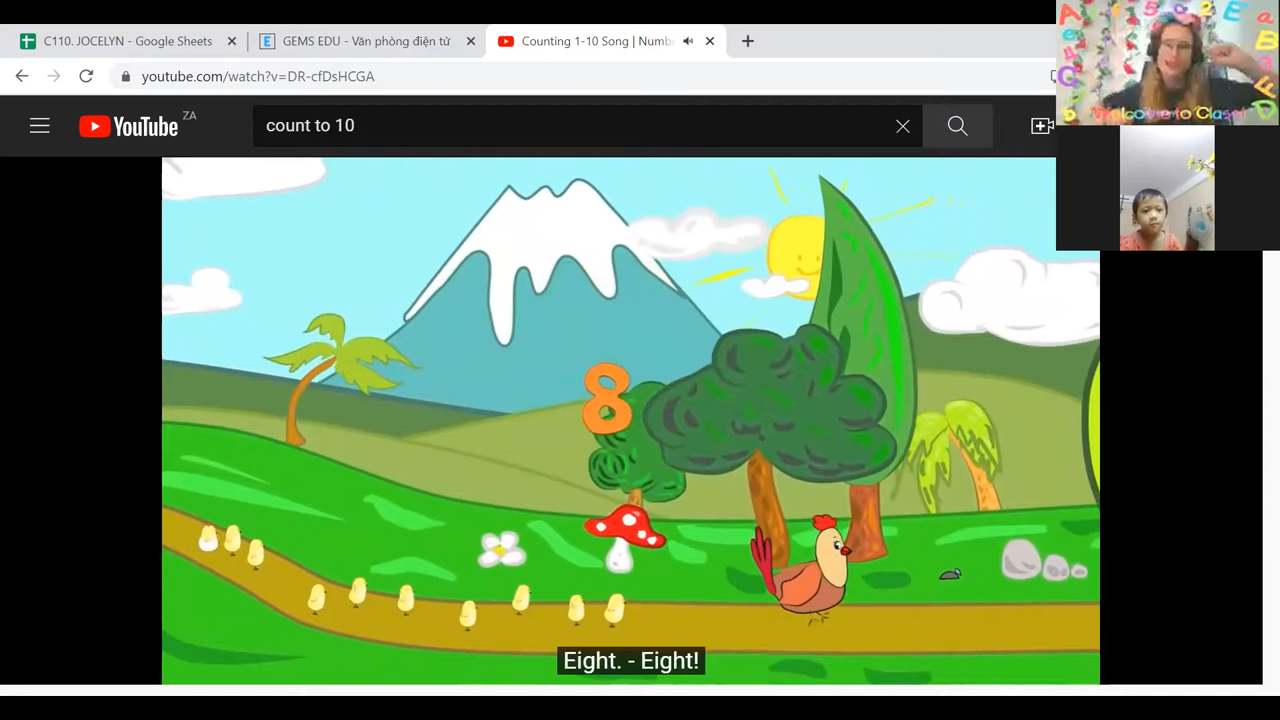 C110. JOCELYN - Google Sheets
GEMS EDU - Văn phòng điện tử
Counting 1-10 Song | Numb
youtube.com/watch?v=DR-cfDsHCGA
YouTube ZA
count to 10
Welcome to Class!
8
Eight. - Eight!